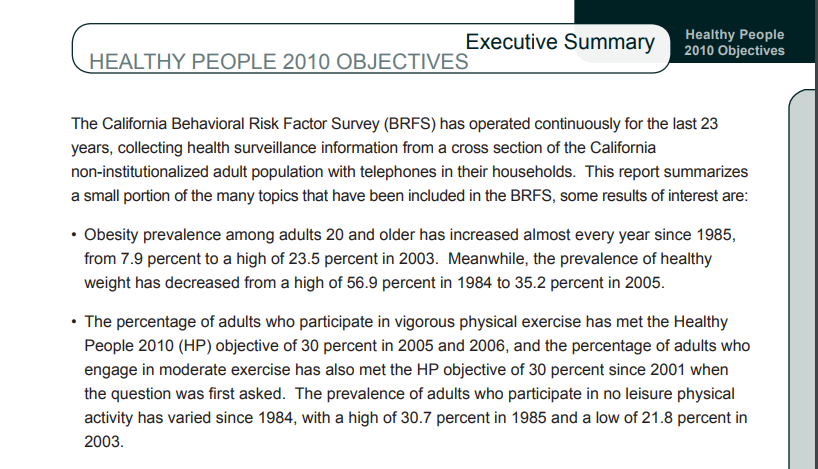 Executive Summary
HEALTHY PEOPLE 2010 OBJECTIVES
Healthy People
2010 Objectives
The California Behavioral Risk Factor Survey (BRFS) has operated continuously for the last 23
years, collecting health surveillance information from a cross section of the California
non-institutionalized adult population with telephones in their households.  This report summarizes
a small portion of the many topics that have been included in the BRFS, some results of interest are:
• Obesity prevalence among adults 20 and older has increased almost every year since 1985,
from 7.9 percent to a high of 23.5 percent in 2003.  Meanwhile, the prevalence of healthy
weight has decreased from a high of 56.9 percent in 1984 to 35.2 percent in 2005.
• The percentage of adults who participate in vigorous physical exercise has met the Healthy
People 2010 (HP) objective of 30 percent in 2005 and 2006, and the percentage of adults who
engage in moderate exercise has also met the HP objective of 30 percent since 2001 when
the question was first asked.  The prevalence of adults who participate in no leisure physical
activity has varied since 1984, with a high of 30.7 percent in 1985 and a low of 21.8 percent in
2003.